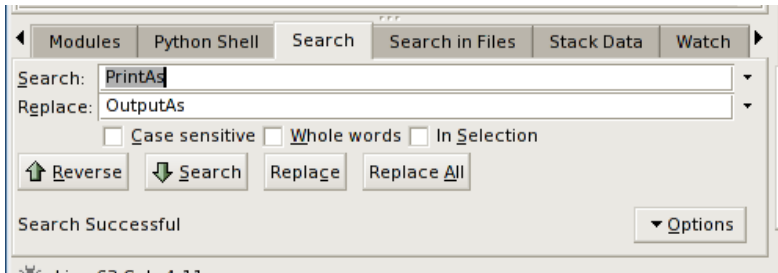 Modules Python Shell Search Search in Files Stack Data Watch
Search: PrintAs
Replace: OutputAs
Case sensitive Whole words In Selection
Reverse Search Replace Replace All
Search Successful Options